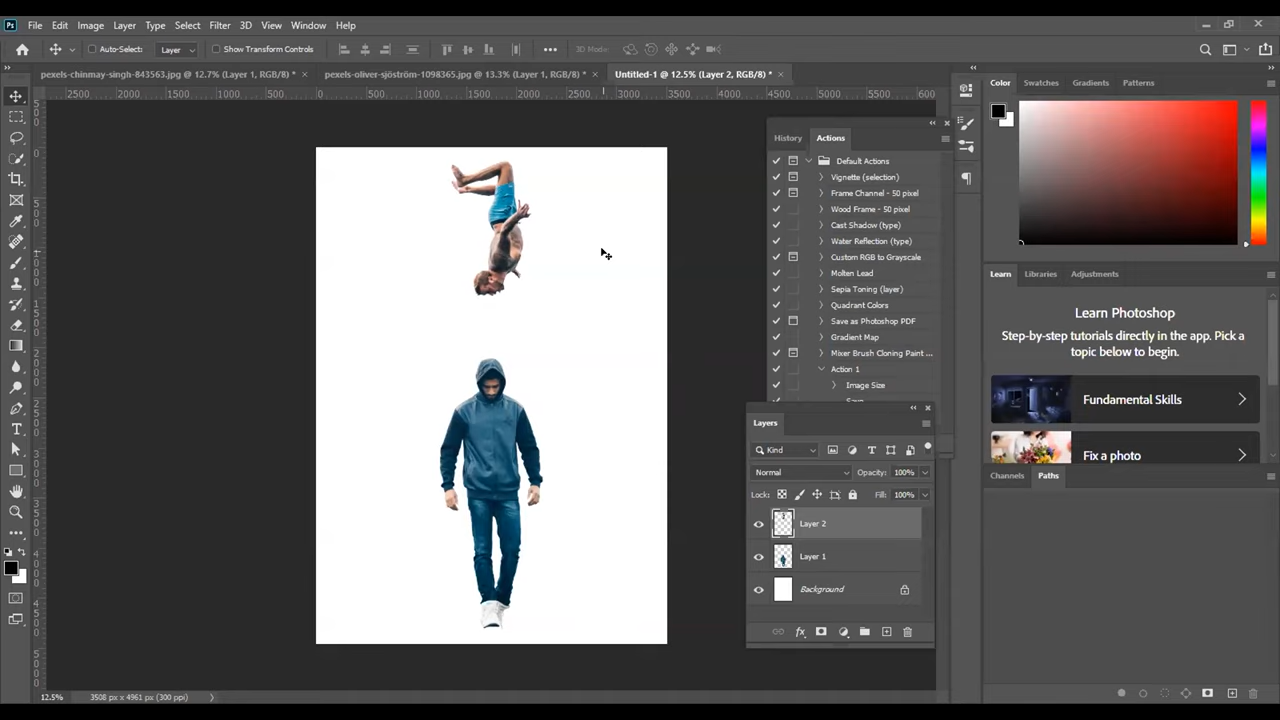 Ps File Edit Image Layer Type Select Filter 3D View Window Help
Auto-Select: Layer Show Transform Controls 3D Mode:
pexels-chinmay-singh-843563.jpg @ 12.7% (Layer 1, RGB/8) * × pexels-oliver-sjöström-1098365.jpg @ 13.3% (Layer 1, RGB/8) * × Untitled-1 @ 12.5% (Layer 2, RGB/8) * ×
2500 2000 1500 1000 500 0 500 1000 1500 2000 2500 3000 3500 4000 4500 5000 5500 600
Color Swatches Gradients Patterns
History Actions
Default Actions
Vignette (selection)
Frame Channel - 50 pixel
Wood Frame - 50 pixel
Cast Shadow (type)
Water Reflection (type)
Custom RGB to Grayscale
Molten Lead
Sepia Toning (layer)
Quadrant Colors
Save as Photoshop PDF
Gradient Map
Mixer Brush Cloning Paint ...
Action 1
Image Size
Save
Learn Libraries Adjustments
Learn Photoshop
Step-by-step tutorials directly in the app. Pick a
topic below to begin.
Fundamental Skills
Fix a photo
Channels Paths
Layers
Kind
Normal Opacity: 100%
Lock: Fill: 100%
Layer 2
Layer 1
Background
fx
12.5% 3508 px x 4961 px (300 ppi)